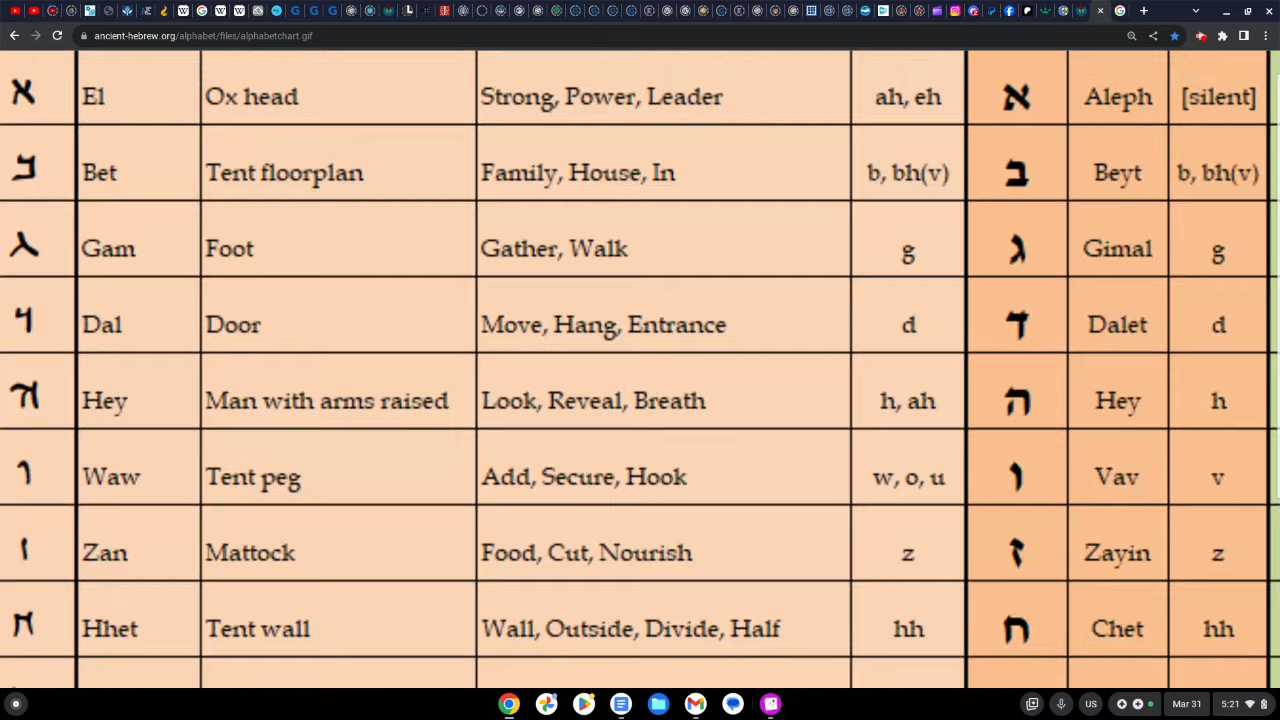 ancient-hebrew.org/alphabet/files/alphabetchart.gif
א El Ox head Strong, Power, Leader ah, eh א Aleph [silent]
ב Bet Tent floorplan Family, House, In b, bh(v) ב Beyt b, bh(v)
Gam Foot Gather, Walk g ג Gimal g
Dal Door Move, Hang, Entrance d ד Dalet d
Hey Man with arms raised Look, Reveal, Breath h, ah ה Hey h
ו Waw Tent peg Add, Secure, Hook w, o, u ו Vav v
Zan Mattock Food, Cut, Nourish z ז Zayin z
Hhet Tent wall Wall, Outside, Divide, Half hh ח Chet hh
US Mar 31 5:21